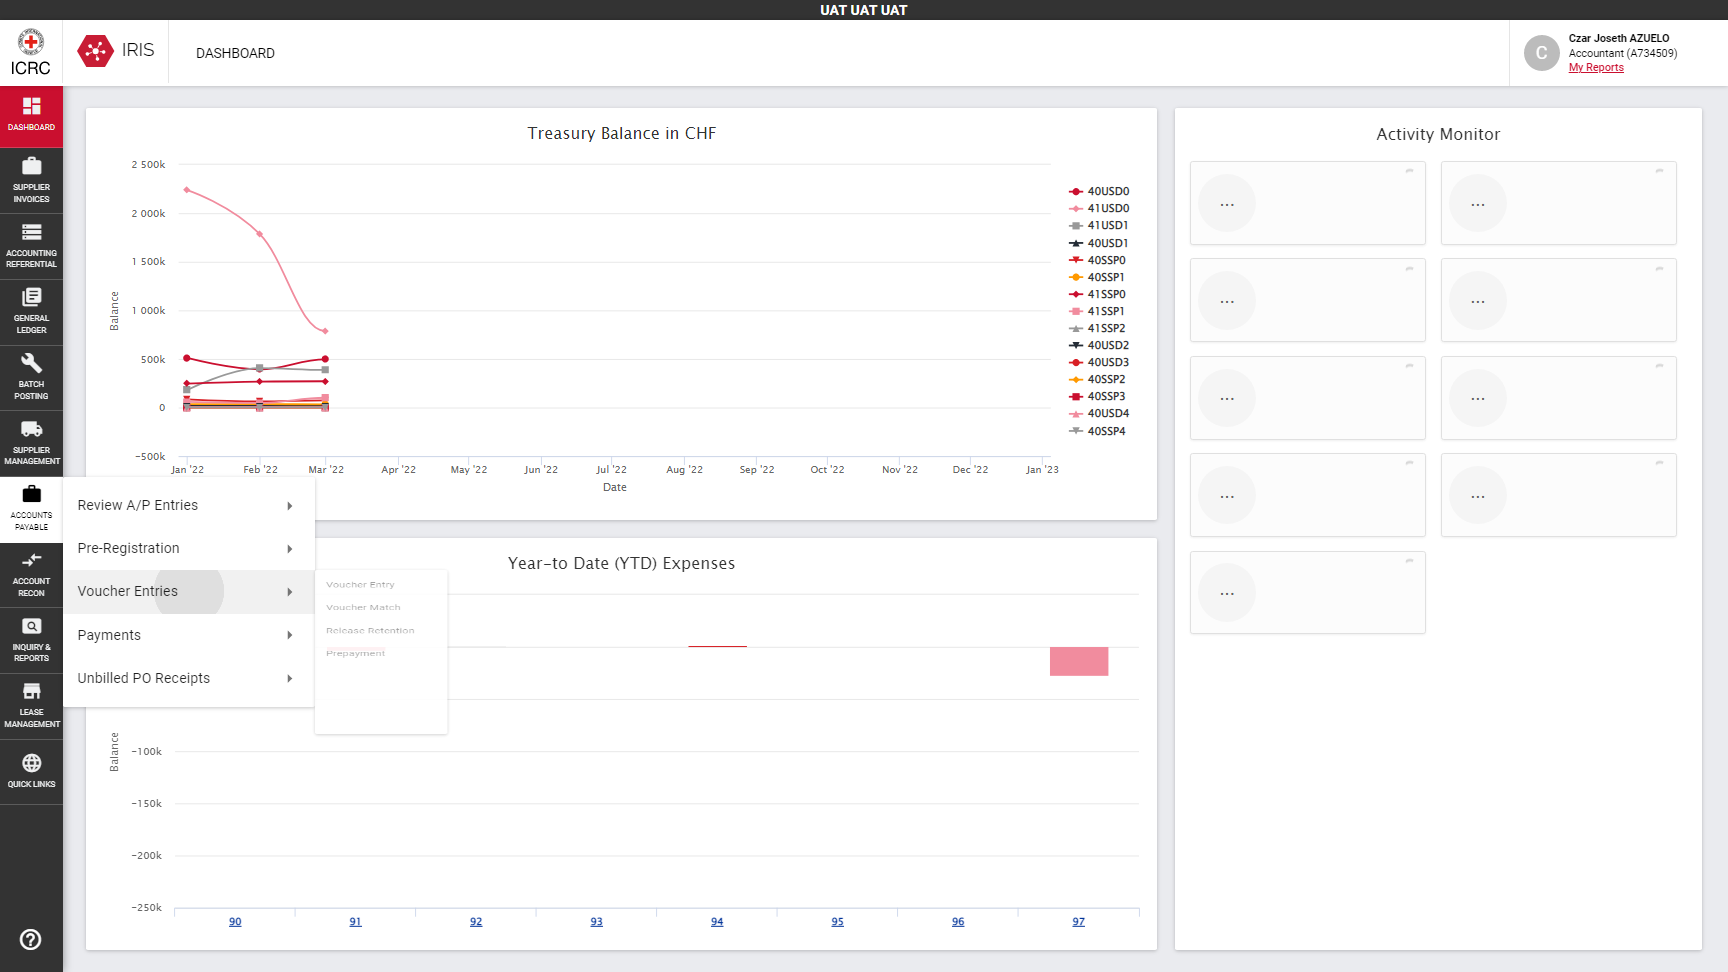 UAT UAT UAT
ICRC
IRIS
DASHBOARD
C
Czar Joseth AZUELO
Accountant (A734509)
My Reports
DASHBOARD
SUPPLIER
INVOICES
ACCOUNTING
REFERENTIAL
GENERAL
LEDGER
BATCH
POSTING
SUPPLIER
MANAGEMENT
ACCOUNTS
PAYABLE
ACCOUNT
RECON
INQUIRY &
REPORTS
LEASE
MANAGEMENT
QUICK LINKS
Treasury Balance in CHF
2 500k
2 000k
1 500k
1 000k
500k
0
-500k
Balance
Jan '22
Feb '22
Mar '22
Apr '22
May '22
Jun '22
Jul '22
Aug '22
Sep '22
Oct '22
Nov '22
Dec '22
Jan '23
Date
40USD0
41USD0
41USD1
40USD1
40SSP0
40SSP1
41SSP0
41SSP1
41SSP2
40USD2
40USD3
40SSP2
40SSP3
40USD4
40SSP4
Review A/P Entries
Pre-Registration
Voucher Entries
Payments
Unbilled PO Receipts
Voucher Entry
Voucher Match
Release Retention
Prepayment
Year-to Date (YTD) Expenses
Balance
-100k
-150k
-200k
-250k
90
91
92
93
94
95
96
97
Activity Monitor
...
...
...
...
...
...
...
...
...